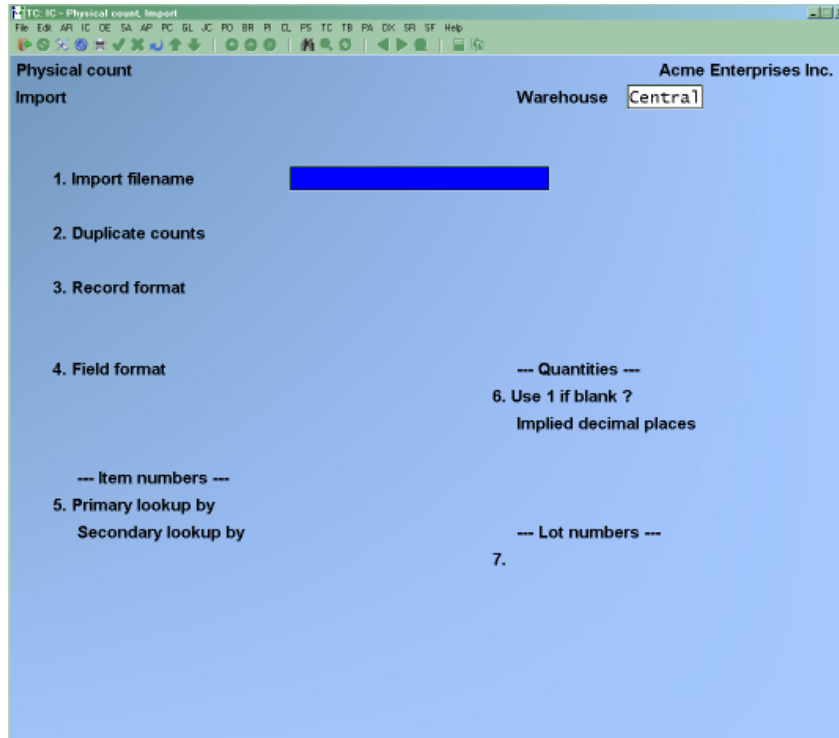 TC: IC - Physical count, Import
File Edit AR IC OE SA AP PC GL JC PO BR PI CL PS TC TB PA DX SR SF Help
Physical count Acme Enterprises Inc.
Import Warehouse Central
1. Import filename
2. Duplicate counts
3. Record format
4. Field format --- Quantities ---
6. Use 1 if blank ?
Implied decimal places
--- Item numbers ---
5. Primary lookup by
Secondary lookup by --- Lot numbers ---
7.